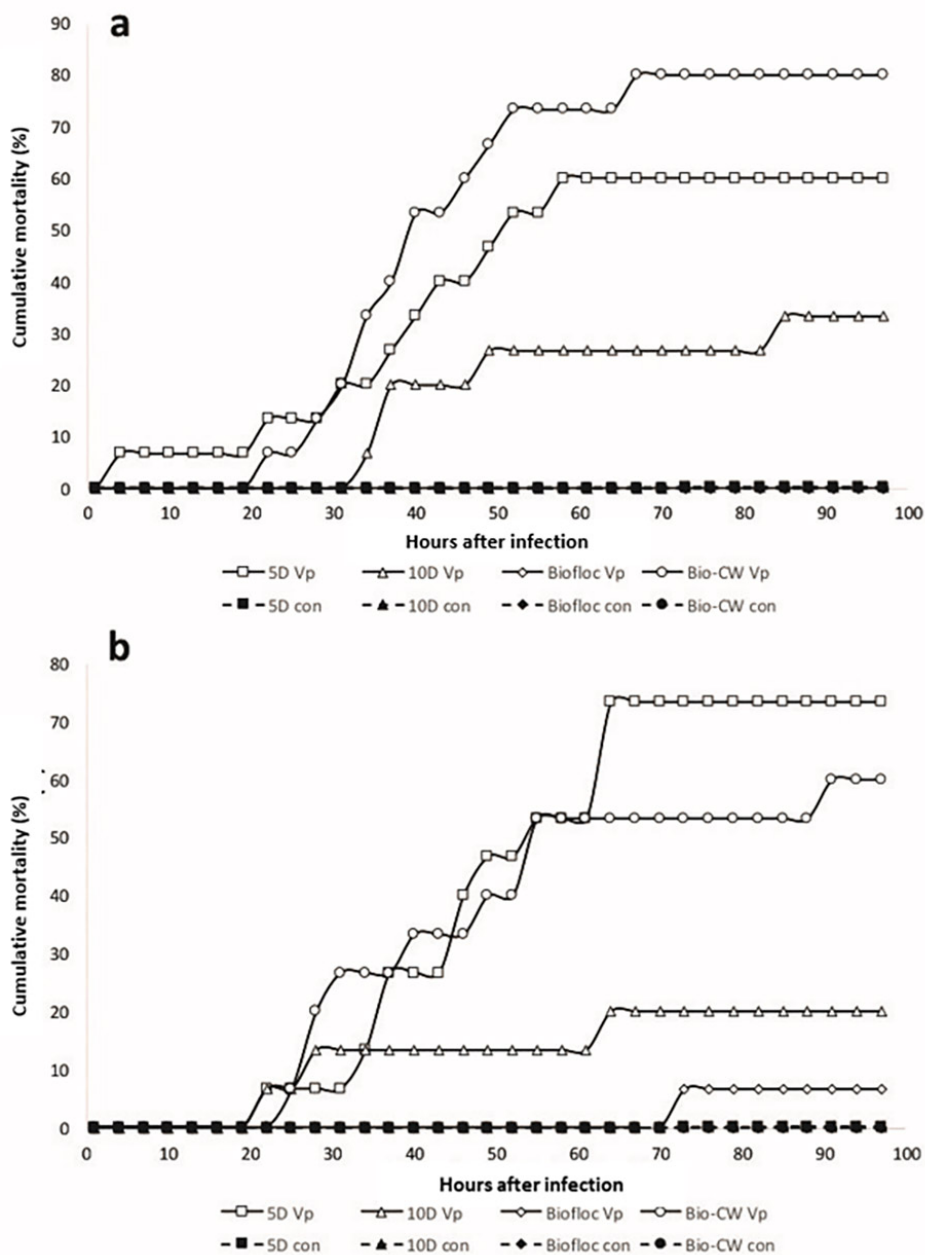 a
Cumulative mortality (%)
90
80
70
60
50
40
30
20
10
0
0 10 20 30 40 50 60 70 80 90 100
Hours after infection
5D Vp 10D Vp Biofloc Vp Bio-CW Vp
5D con 10D con Biofloc con Bio-CW con
b
Cumulative mortality (%)
80
70
60
50
40
30
20
10
0
0 10 20 30 40 50 60 70 80 90 100
Hours after infection
5D Vp 10D Vp Biofloc Vp Bio-CW Vp
5D con 10D con Biofloc con Bio-CW con